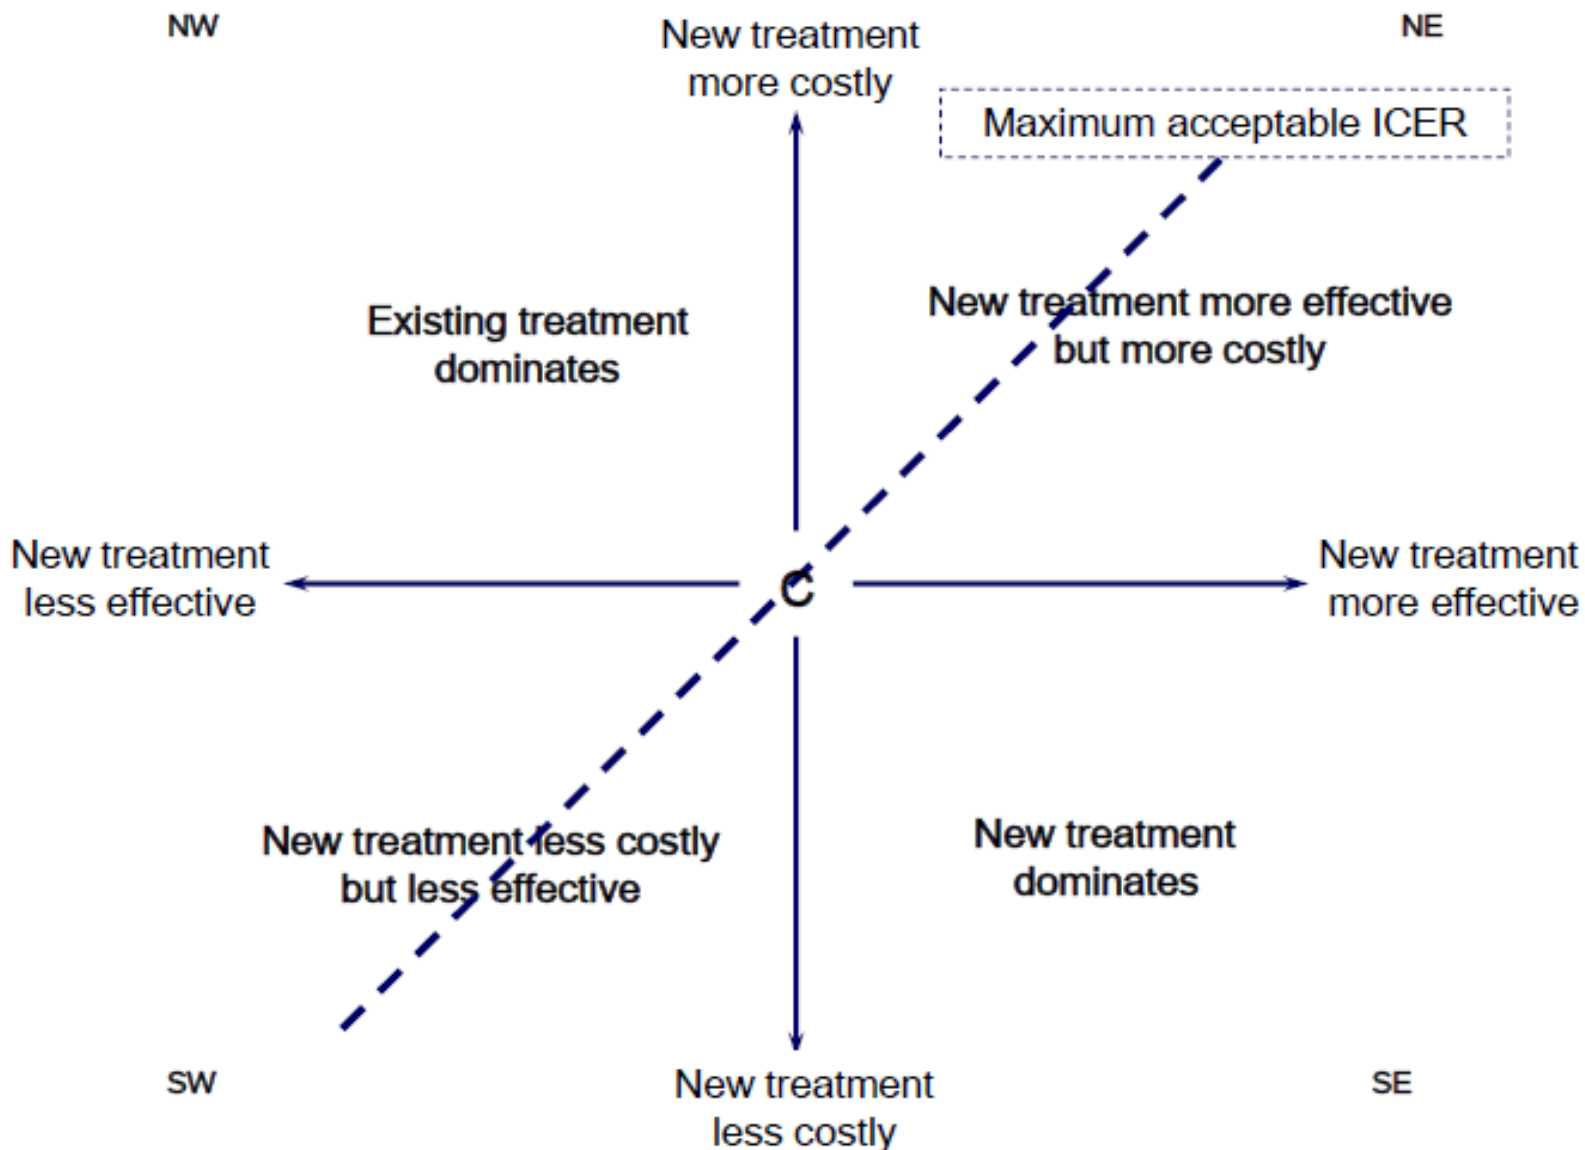 NW
New treatment
more costly
NE
Maximum acceptable ICER
Existing treatment
dominates
New treatment more effective
but more costly
New treatment
less effective
C
New treatment
more effective
New treatment less costly
but less effective
New treatment
dominates
SW
New treatment
less costly
SE